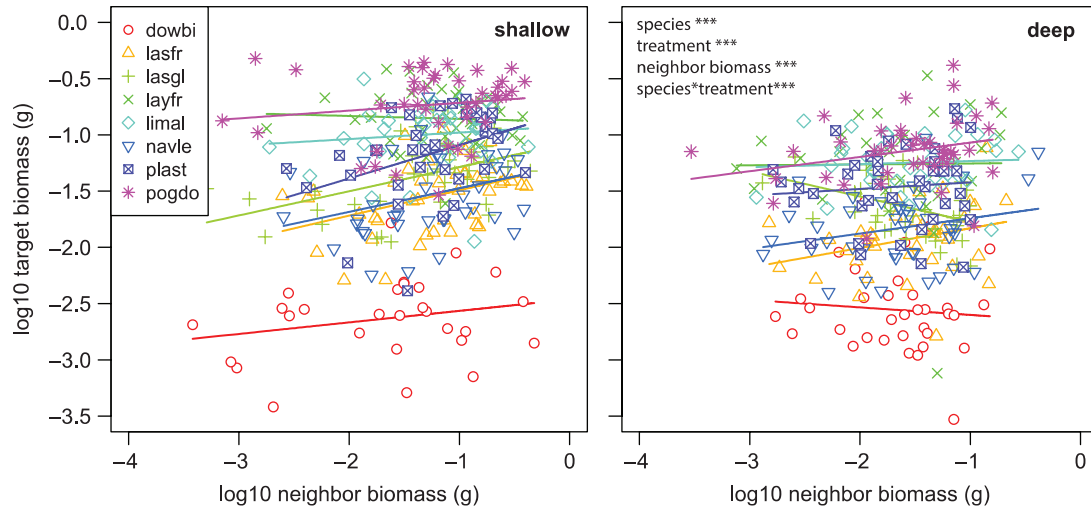 shallow
dowbi
lasfr
lasgl
layfr
limal
navle
plast
pogdo
0.0
−0.5
−1.0
−1.5
−2.0
−2.5
−3.0
−3.5
log10 target biomass (g)
−4
−3
−2
−1
0
log10 neighbor biomass (g)
deep
species ***
treatment ***
neighbor biomass ***
species*treatment***
−4
−3
−2
−1
0
log10 neighbor biomass (g)